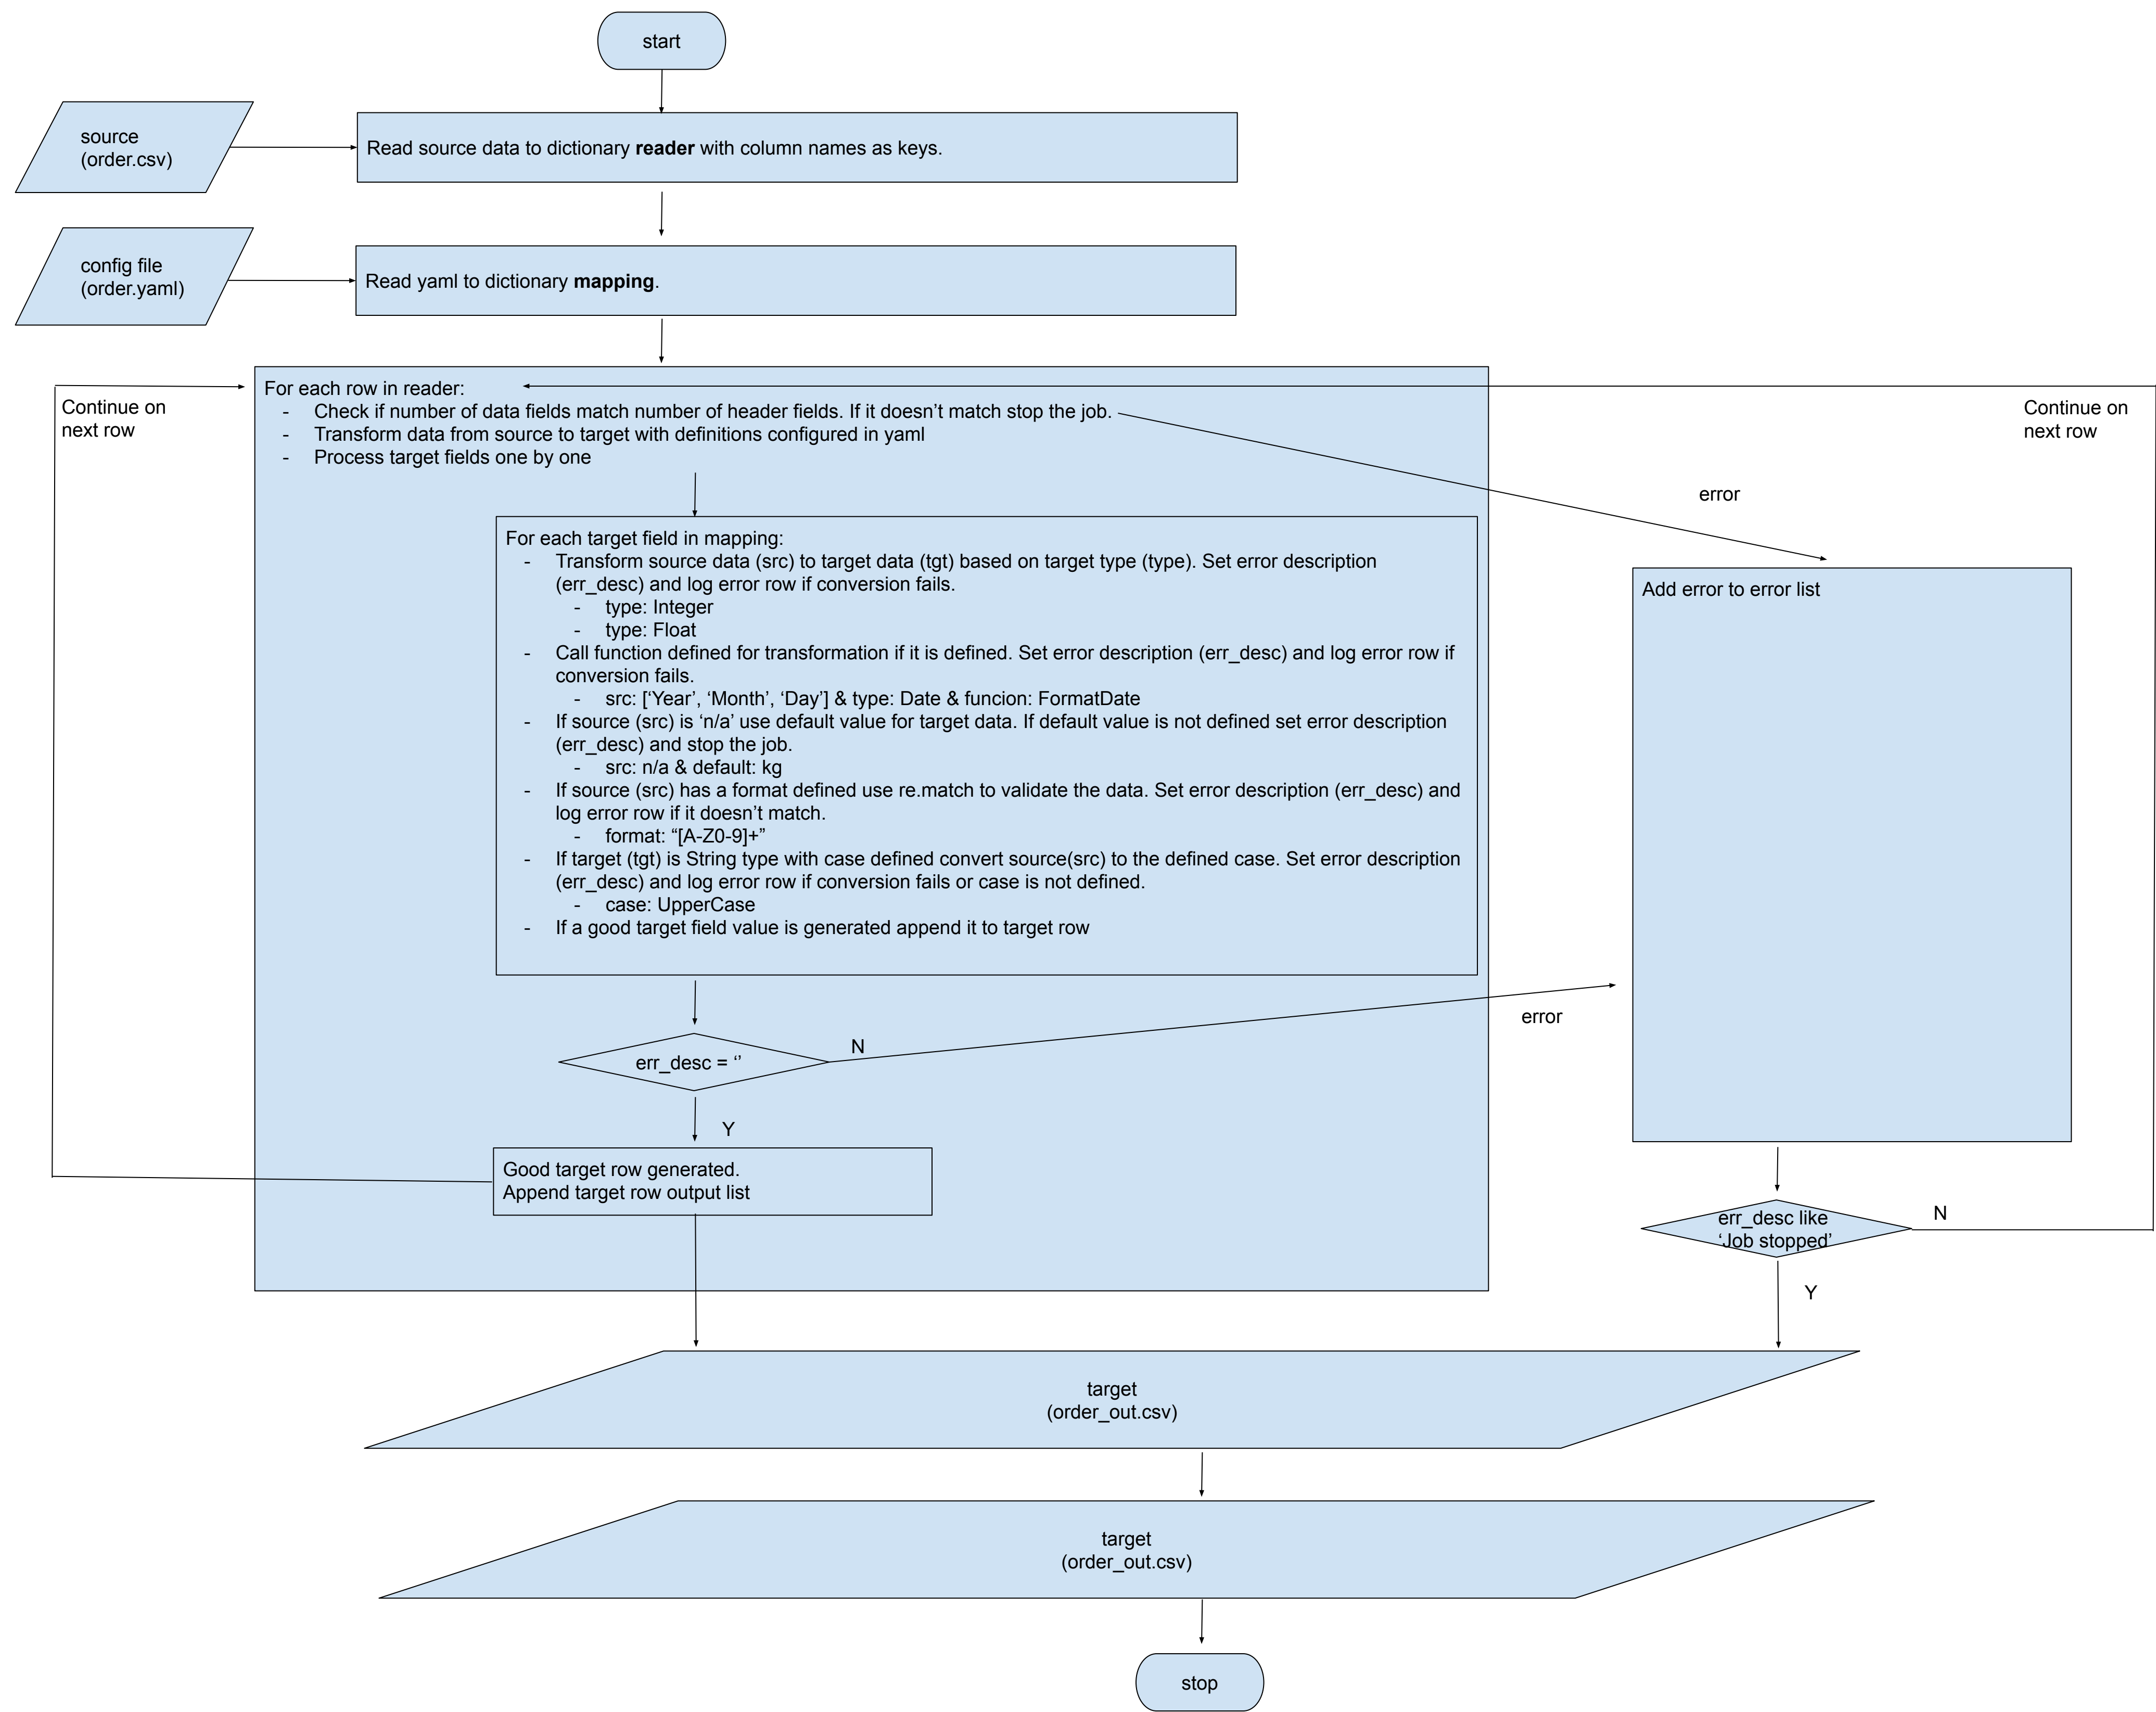 start
source
(order.csv)
Read source data to dictionary reader with column names as keys.
config file
(order.yaml)
Read yaml to dictionary mapping.
Continue on
next row
For each row in reader:
- Check if number of data fields match number of header fields. If it doesn’t match stop the job.
- Transform data from source to target with definitions configured in yaml
- Process target fields one by one
Continue on
next row
error
For each target field in mapping:
- Transform source data (src) to target data (tgt) based on target type (type). Set error description
(err_desc) and log error row if conversion fails.
- type: Integer
- type: Float
- Call function defined for transformation if it is defined. Set error description (err_desc) and log error row if
conversion fails.
- src: [‘Year’, ‘Month’, ‘Day’] & type: Date & funcion: FormatDate
- If source (src) is ‘n/a’ use default value for target data. If default value is not defined set error description
(err_desc) and stop the job.
- src: n/a & default: kg
- If source (src) has a format defined use re.match to validate the data. Set error description (err_desc) and
log error row if it doesn’t match.
- format: “[A-Z0-9]+”
- If target (tgt) is String type with case defined convert source(src) to the defined case. Set error description
(err_desc) and log error row if conversion fails or case is not defined.
- case: UpperCase
- If a good target field value is generated append it to target row
Add error to error list
error
err_desc = ‘’
N
Y
Good target row generated.
Append target row output list
err_desc like
‘Job stopped’
N
Y
target
(order_out.csv)
target
(order_out.csv)
stop